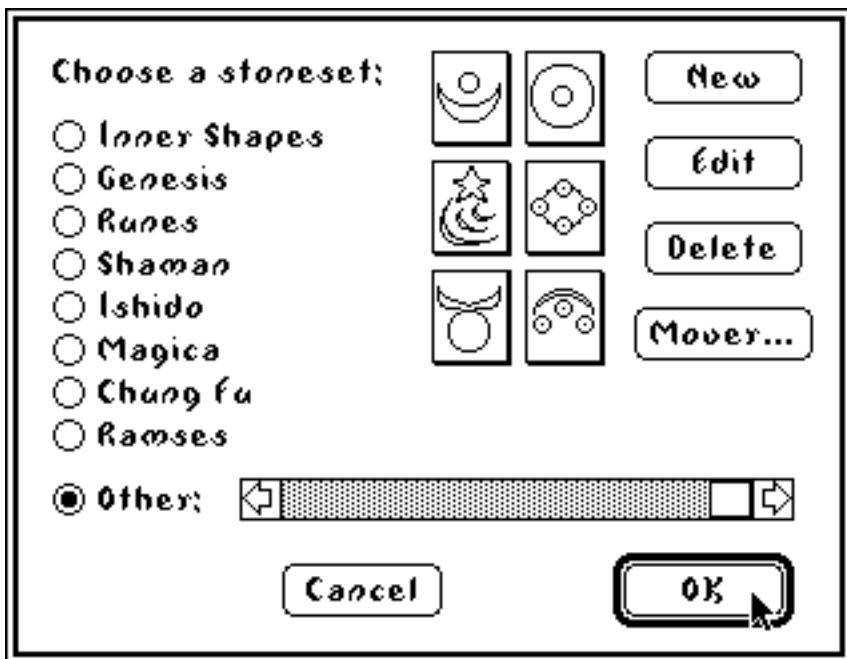 Choose a stoneset:
Inner Shapes
Genesis
Runes
Shaman
Ishido
Magica
Chung Fu
Ramses
Other:
New
Edit
Delete
Mover...
Cancel
OK